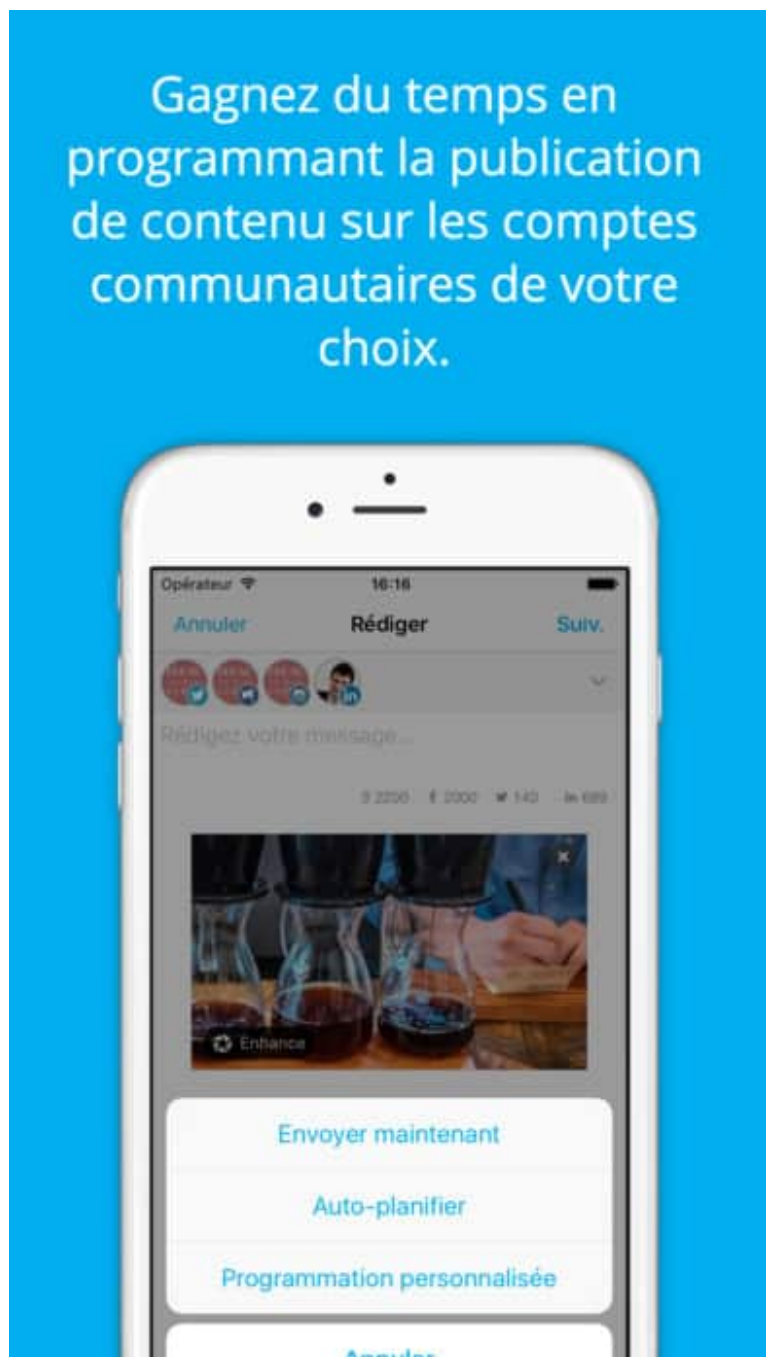 Gagnez du temps en
programmant la publication
de contenu sur les comptes
communautaires de votre
choix.
Opérateur 16:16
Annuler Rédiger Suiv.
Rédigez votre message...
2200 2000 140 689
Enhance
Envoyer maintenant
Auto-planifier
Programmation personnalisée
Annuler